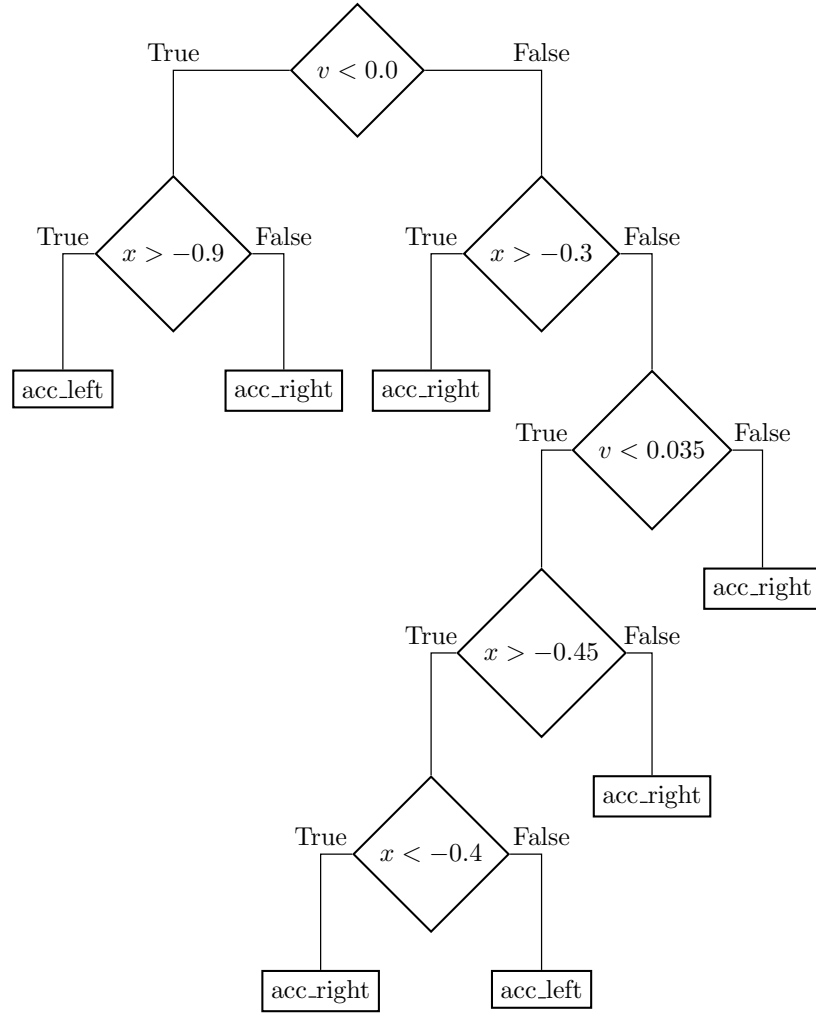 True
v < 0.0
False
True
x > −0.9
False
True
x > −0.3
False
acc_left
acc_right
acc_right
True
v < 0.035
False
acc_right
True
x > −0.45
False
acc_right
True
x < −0.4
False
acc_right
acc_left